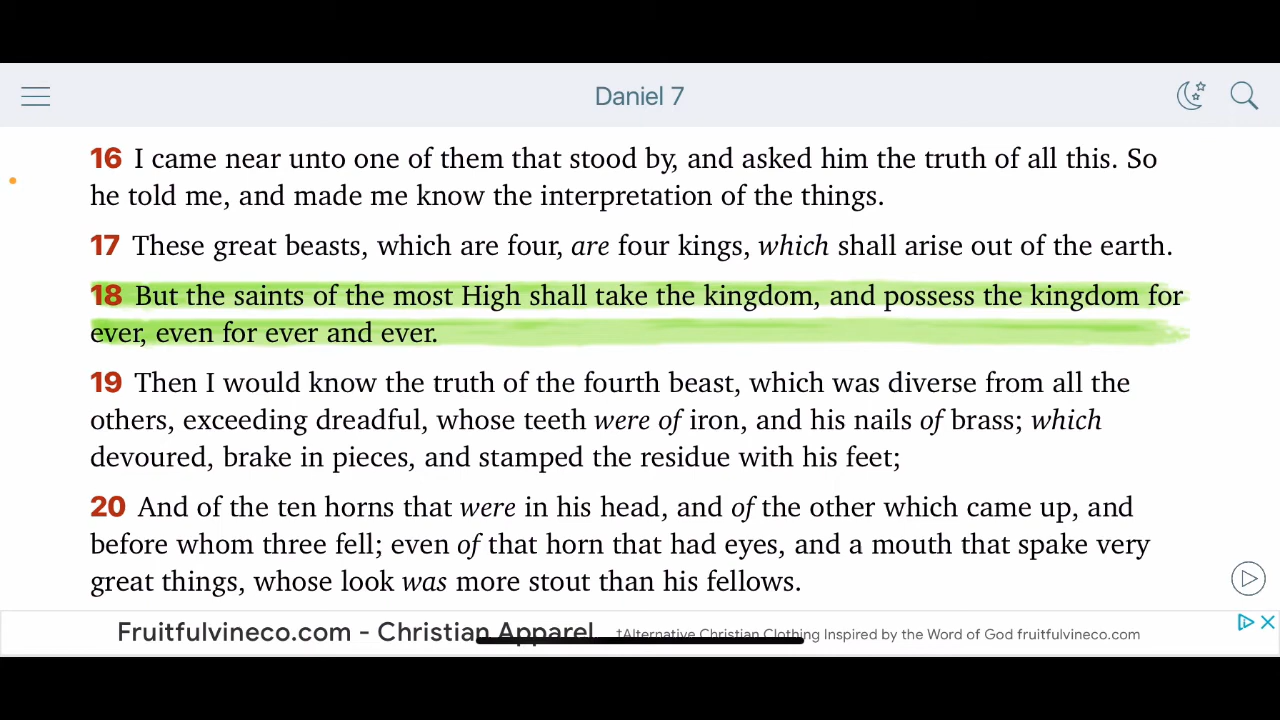 Daniel 7
16 I came near unto one of them that stood by, and asked him the truth of all this. So
he told me, and made me know the interpretation of the things.
17 These great beasts, which are four, are four kings, which shall arise out of the earth.
18 But the saints of the most High shall take the kingdom, and possess the kingdom for
ever, even for ever and ever.
19 Then I would know the truth of the fourth beast, which was diverse from all the
others, exceeding dreadful, whose teeth were of iron, and his nails of brass; which
devoured, brake in pieces, and stamped the residue with his feet;
20 And of the ten horns that were in his head, and of the other which came up, and
before whom three fell; even of that horn that had eyes, and a mouth that spake very
great things, whose look was more stout than his fellows.
Fruitfulvineco.com - Christian Apparel †Alternative Christian Clothing Inspired by the Word of God fruitfulvineco.com